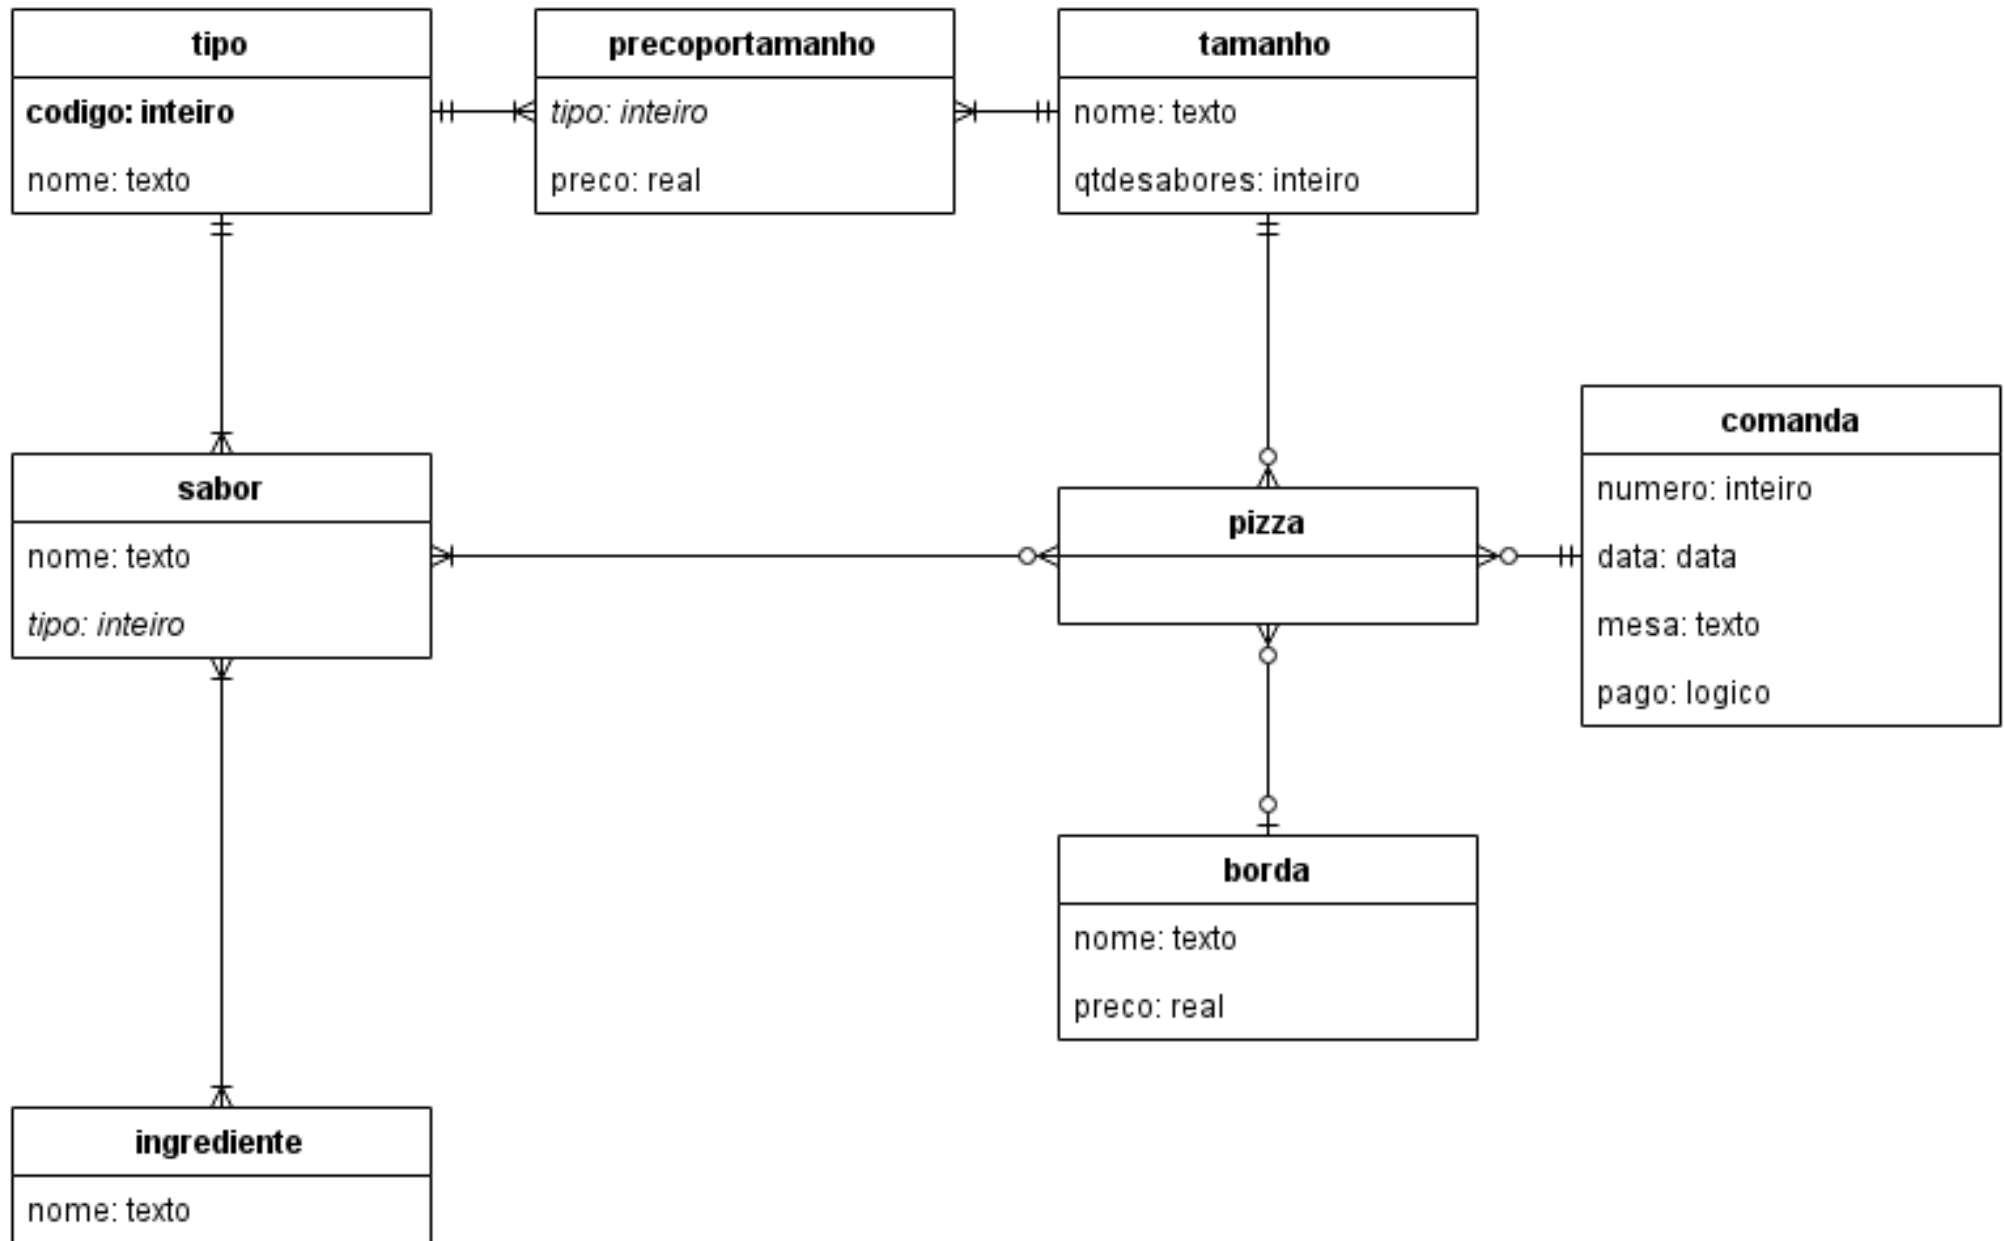 tipo
codigo: inteiro
nome: texto
precoportamanho
tipo: inteiro
preco: real
tamanho
nome: texto
qtdesabores: inteiro
sabor
nome: texto
tipo: inteiro
pizza
comanda
numero: inteiro
data: data
mesa: texto
pago: logico
borda
nome: texto
preco: real
ingrediente
nome: texto